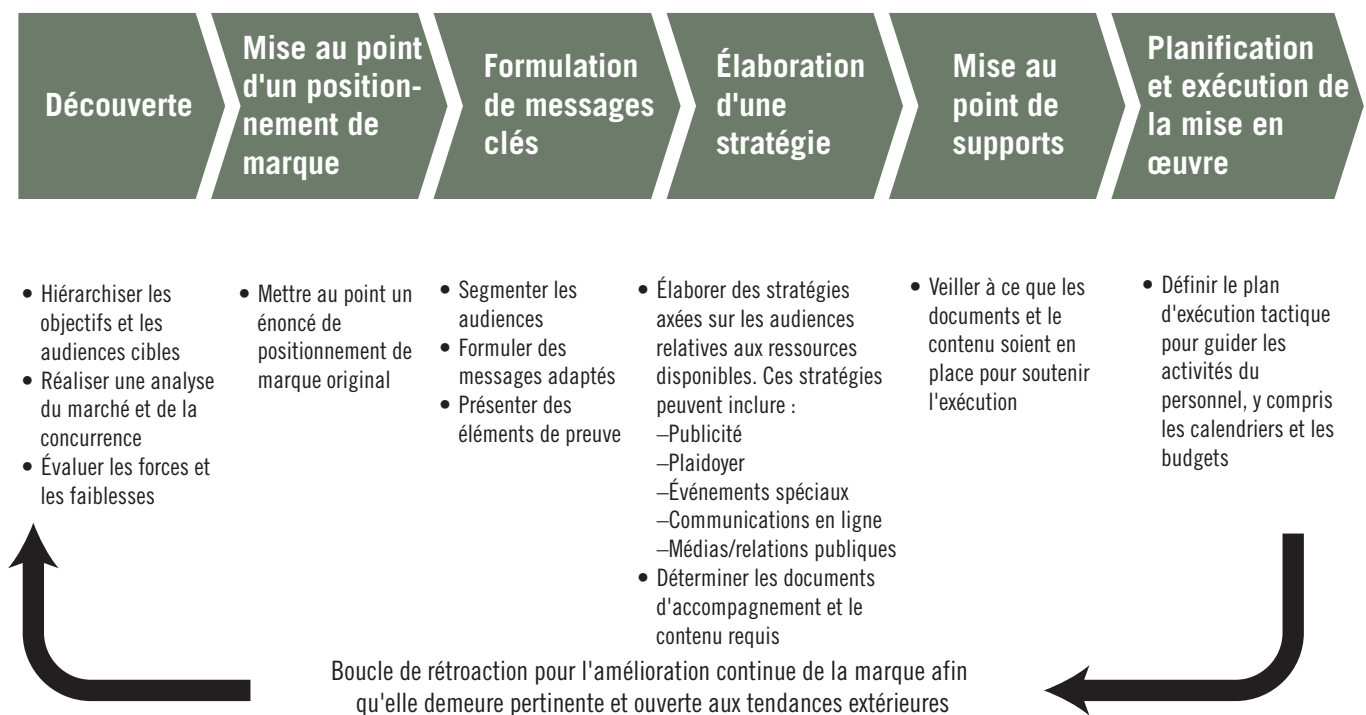 Découverte
Mise au point
d'un position-
nement de
marque
Formulation
de messages
clés
Élaboration
d'une
stratégie
Mise au
point de
supports
Planification
et exécution de
la mise en
œuvre
• Hiérarchiser les
objectifs et les
audiences cibles
• Réaliser une analyse
du marché et de la
concurrence
• Évaluer les forces et
les faiblesses
• Mettre au point un
énoncé de
positionnement de
marque original
• Segmenter les
audiences
• Formuler des
messages adaptés
• Présenter des
éléments de preuve
• Élaborer des stratégies
axées sur les audiences
relatives aux ressources
disponibles. Ces stratégies
peuvent inclure :
–Publicité
–Plaidoyer
–Événements spéciaux
–Communications en ligne
–Médias/relations publiques
• Déterminer les documents
d'accompagnement et le
contenu requis
• Veiller à ce que les
documents et le
contenu soient en
place pour soutenir
l'exécution
• Définir le plan
d'exécution tactique
pour guider les
activités du
personnel, y compris
les calendriers et les
budgets
Boucle de rétroaction pour l'amélioration continue de la marque afin
qu'elle demeure pertinente et ouverte aux tendances extérieures